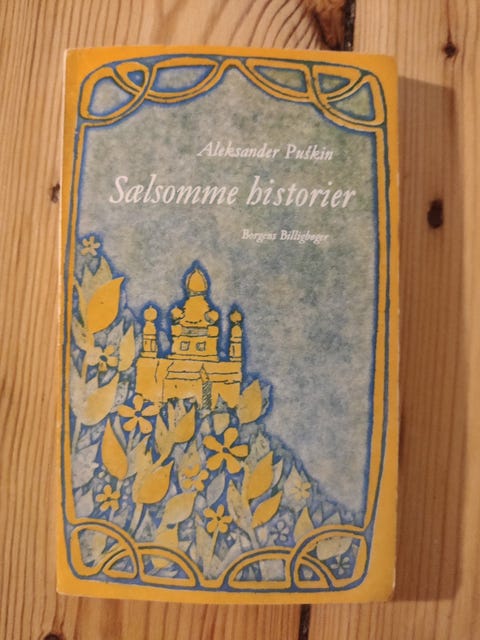 Aleksander Puškin
Sælsomme historier
Borgens Billigbøger